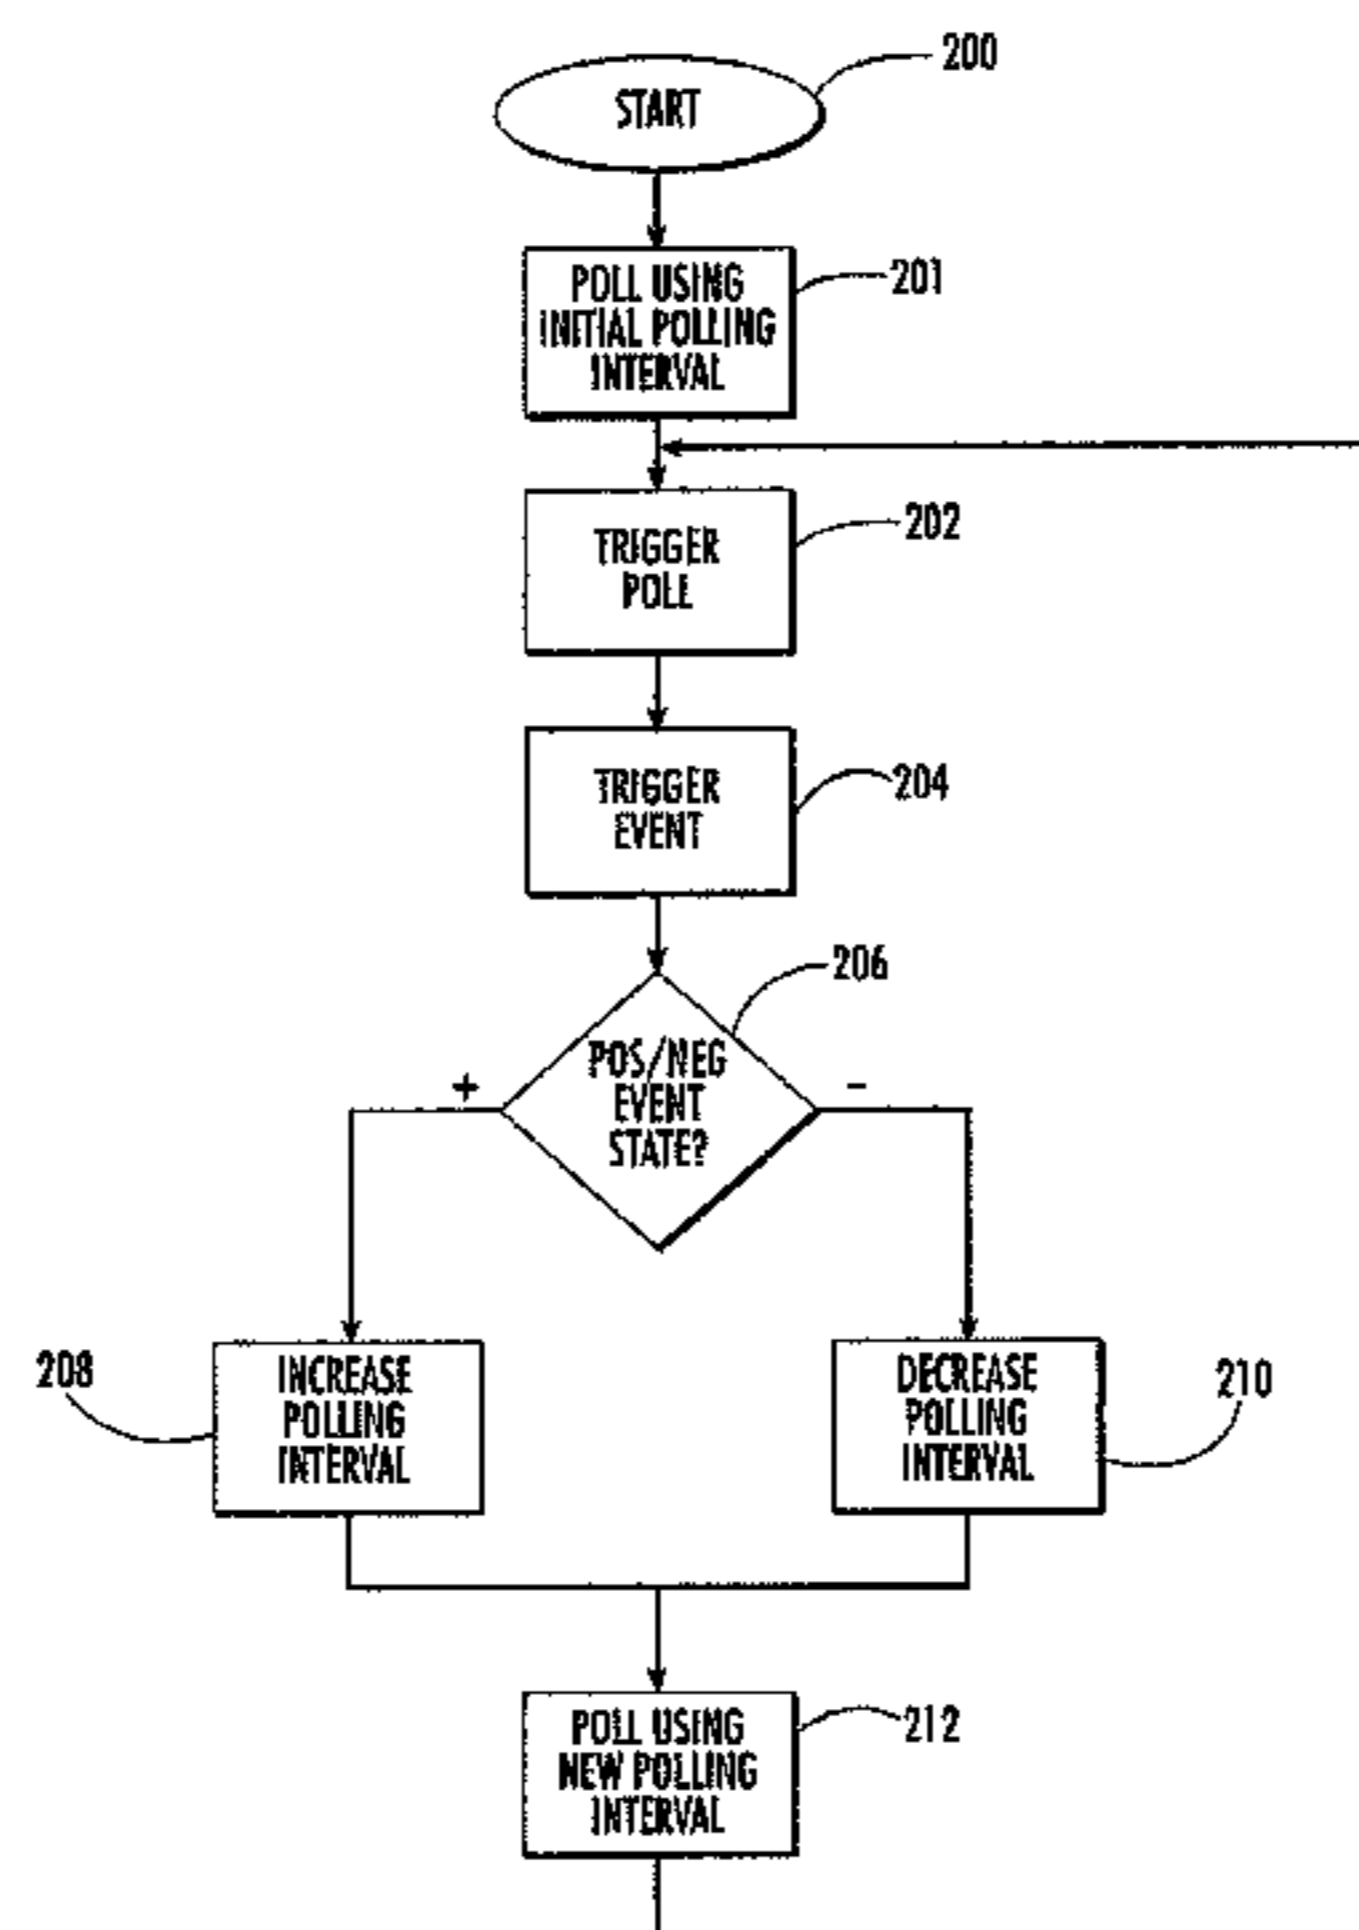 200
START
201
POLL USING
INITIAL POLLING
INTERVAL
202
TRIGGER
POLL
204
TRIGGER
EVENT
206
POS/NEG
EVENT
STATE?
+
-
208
INCREASE
POLLING
INTERVAL
DECREASE
POLLING
INTERVAL
210
212
POLL USING
NEW POLLING
INTERVAL